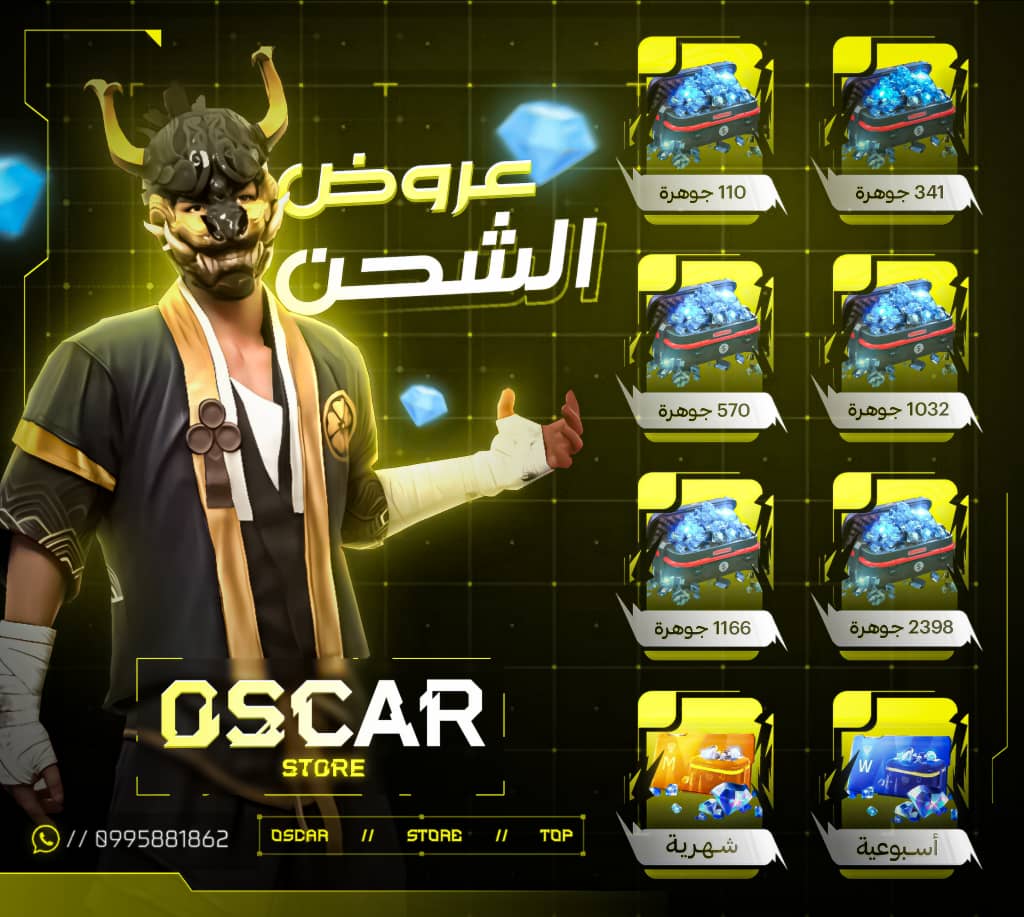 عروض
الشحن
110 جوهرة
341 جوهرة
570 جوهرة
1032 جوهرة
1166 جوهرة
2398 جوهرة
M
W
شهرية
أسبوعية
OSCAR
STORE
// 0995881862
OSCAR // STORE // TOP